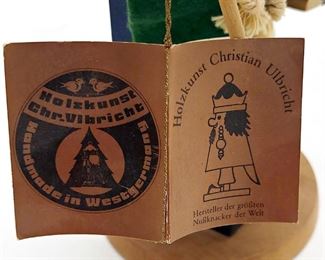 Holzkunst
Chr.Ulbricht
Handmade in Westgermany
Holzkunst Christian Ulbricht
Hersteller der größten
Nußknacker der Welt